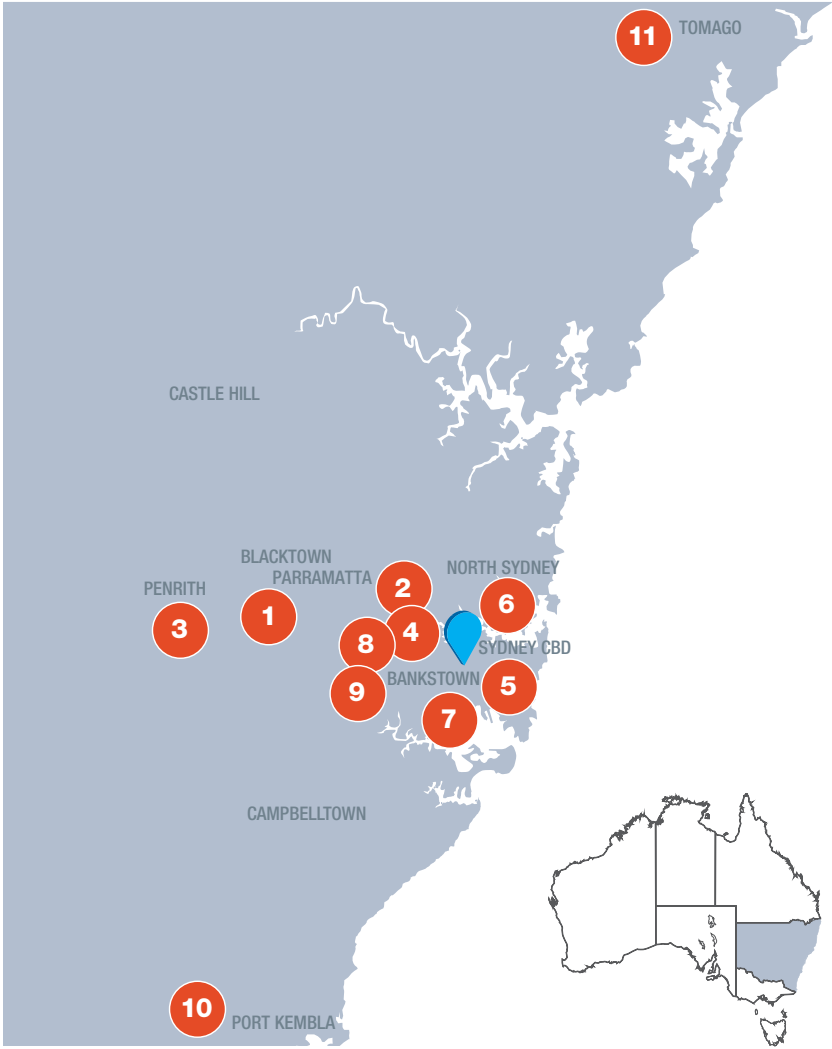 11
TOMAGO
CASTLE HILL
BLACKTOWN
PARRAMATTA
PENRITH
NORTH SYDNEY
2
6
1
3
4
8
SYDNEY CBD
BANKSTOWN
5
9
7
CAMPBELLTOWN
10
PORT KEMBLA